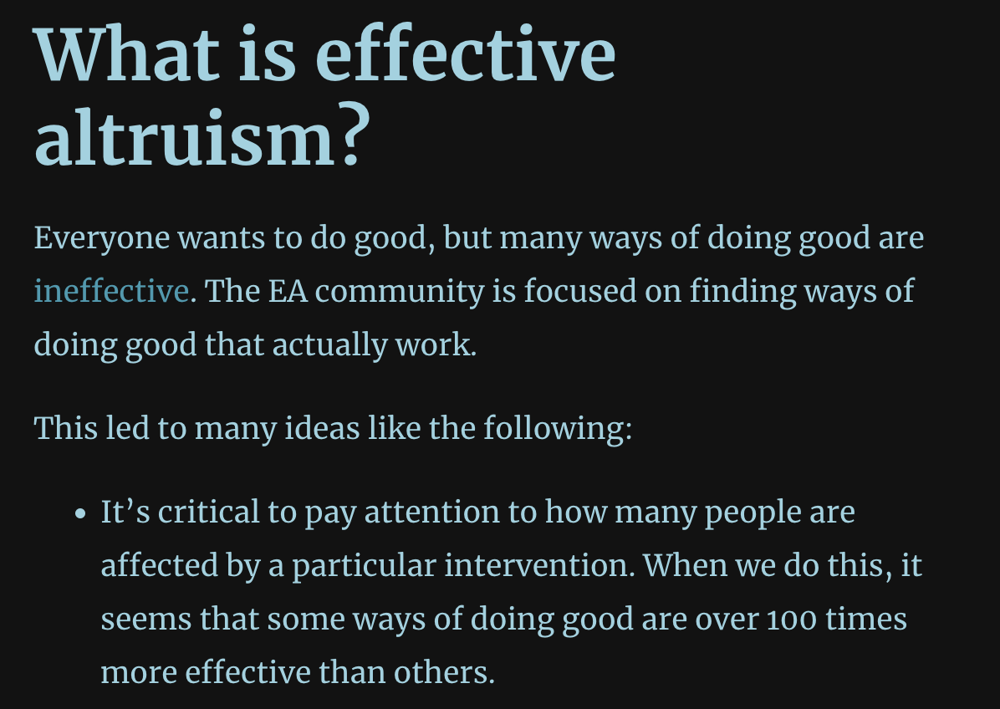 What is effective
altruism?
Everyone wants to do good, but many ways of doing good are
ineffective. The EA community is focused on finding ways of
doing good that actually work.
This led to many ideas like the following:
• It’s critical to pay attention to how many people are
affected by a particular intervention. When we do this, it
seems that some ways of doing good are over 100 times
more effective than others.